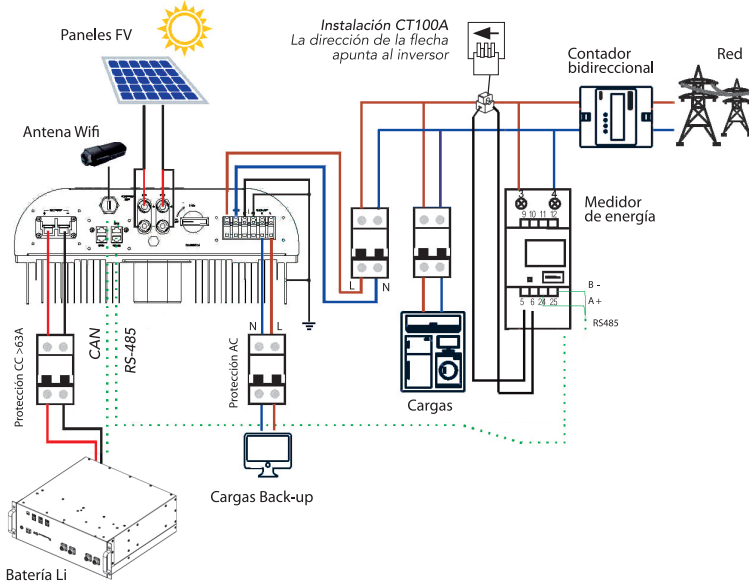 Instalación CT100A
La dirección de la flecha
apunta al inversor
Paneles FV
Contador
bidireccional
Red
Antena Wifi
Medidor
de energía
3 4
9 10 11 12
B -
A +
5 6 24 25
RS485
L
N
N
L
CAN
RS-485
Protección CC >63A
Protección AC
Cargas
Cargas Back-up
Batería Li